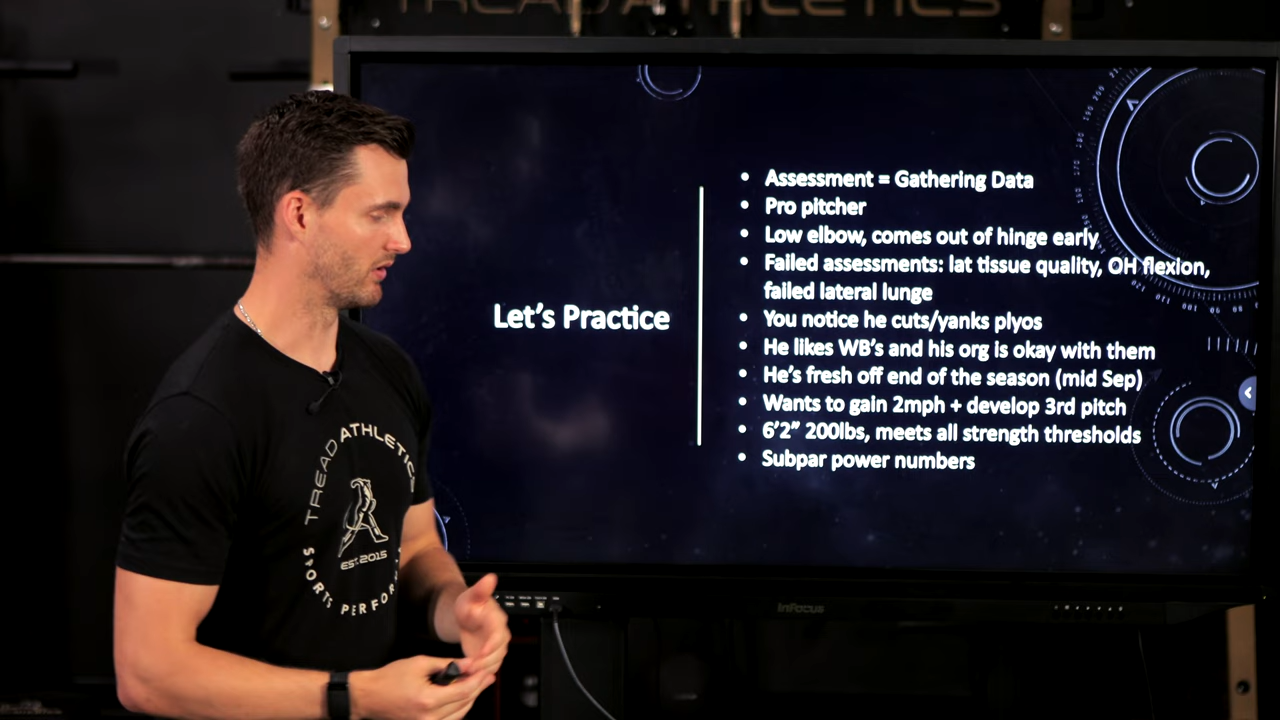 TREAD ATHLETICS
Let's Practice
• Assessment = Gathering Data
• Pro pitcher
• Low elbow, comes out of hinge early
• Failed assessments: lat tissue quality, OH flexion,
failed lateral lunge
• You notice he cuts/yanks plyos
• He likes WB's and his org is okay with them
• He's fresh off end of the season (mid Sep)
• Wants to gain 2mph + develop 3rd pitch
• 6'2" 200lbs, meets all strength thresholds
• Subpar power numbers
TREAD ATHLETICS
EST. 2015
SPORTS PERFOR
InFocus